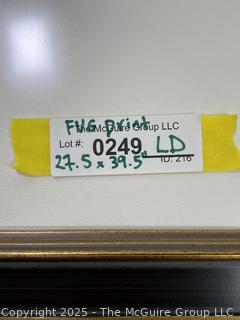 FHG print
The McGuire Group LLC
Lot #: 0249 LD
27.5 x 39.5" ID: 216
Copyright 2025 - The McGuire Group LLC